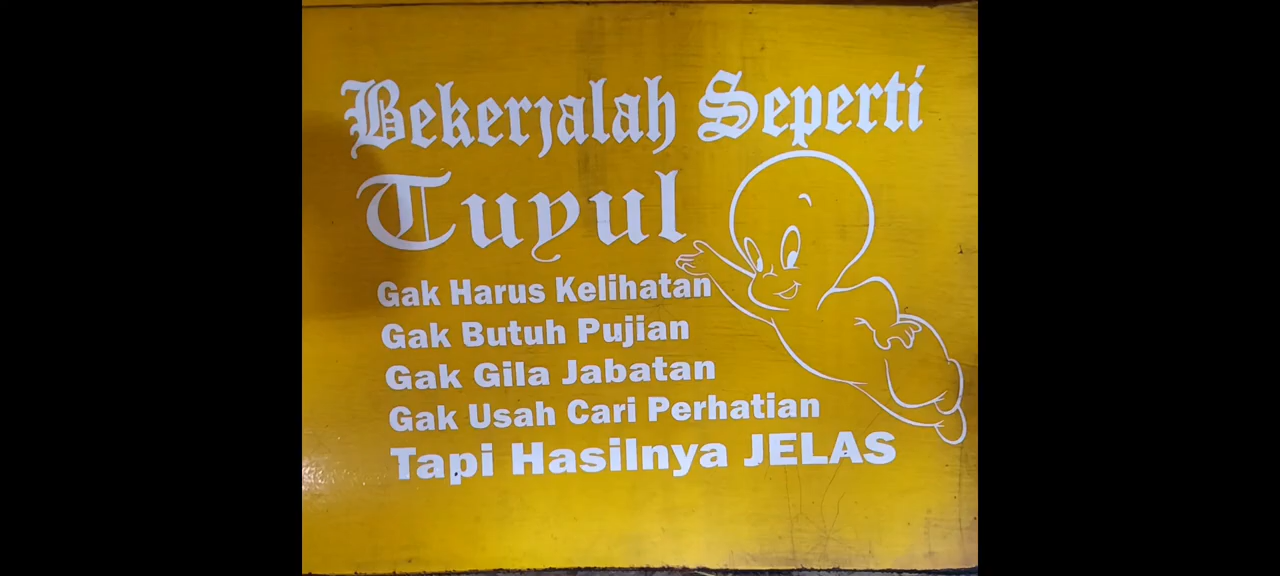 Bekerjalah Seperti
Tuyul
Gak Harus Kelihatan
Gak Butuh Pujian
Gak Gila Jabatan
Gak Usah Cari Perhatian
Tapi Hasilnya JELAS